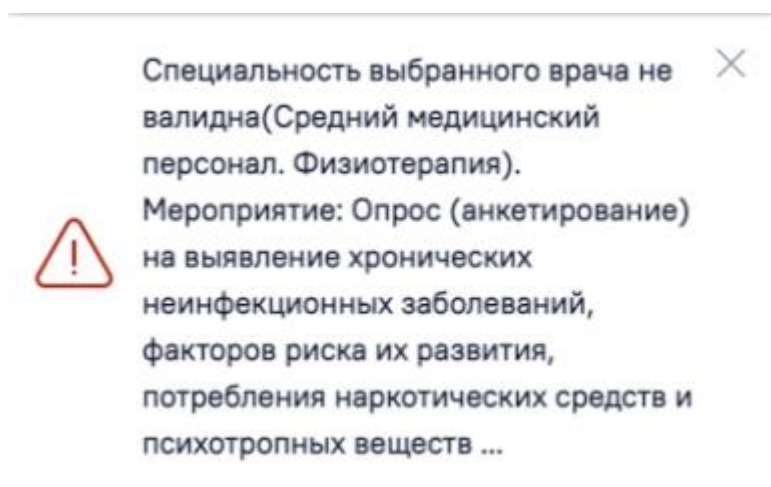 Специальность выбранного врача не
валидна(Средний медицинский
персонал. Физиотерапия).
Мероприятие: Опрос (анкетирование)
на выявление хронических
неинфекционных заболеваний,
факторов риска их развития,
потребления наркотических средств и
психотропных веществ ...